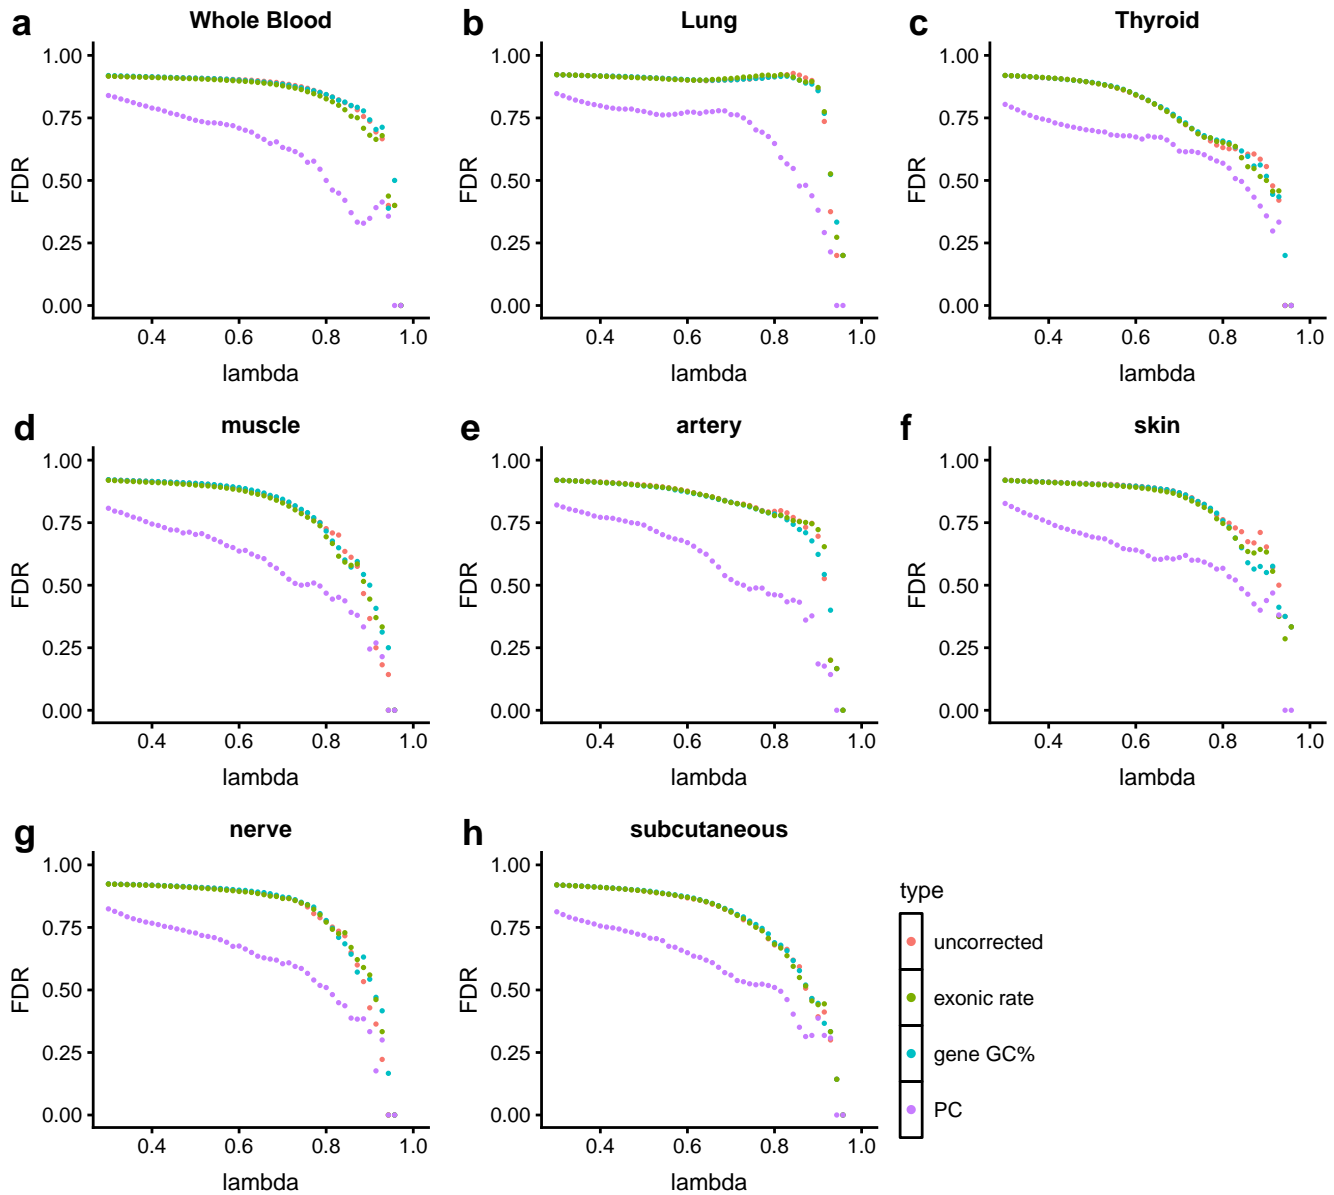 a Whole Blood
1.00
0.75
0.50
0.25
0.00
FDR
0.4 0.6 0.8 1.0
lambda
b Lung
1.00
0.75
0.50
0.25
0.00
FDR
0.4 0.6 0.8 1.0
lambda
c Thyroid
1.00
0.75
0.50
0.25
0.00
FDR
0.4 0.6 0.8 1.0
lambda
d muscle
1.00
0.75
0.50
0.25
0.00
FDR
0.4 0.6 0.8 1.0
lambda
e artery
1.00
0.75
0.50
0.25
0.00
FDR
0.4 0.6 0.8 1.0
lambda
f skin
1.00
0.75
0.50
0.25
0.00
FDR
0.4 0.6 0.8 1.0
lambda
g nerve
1.00
0.75
0.50
0.25
0.00
FDR
0.4 0.6 0.8 1.0
lambda
h subcutaneous
1.00
0.75
0.50
0.25
0.00
FDR
0.4 0.6 0.8 1.0
lambda
type
uncorrected
exonic rate
gene GC%
PC